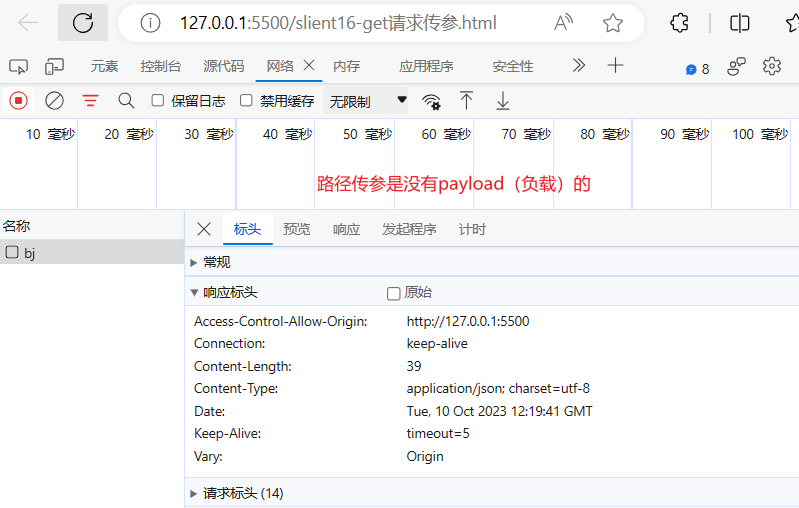 127.0.0.1:5500/slient16-get请求传参.html
元素 控制台 源代码 网络 内存 应用程序 安全性 8
保留日志 禁用缓存 无限制
10 毫秒 20 毫秒 30 毫秒 40 毫秒 50 毫秒 60 毫秒 70 毫秒 80 毫秒 90 毫秒 100 毫秒
路径传参是没有payload（负载）的
名称
bj
标头 预览 响应 发起程序 计时
常规
响应标头 原始
Access-Control-Allow-Origin: http://127.0.0.1:5500
Connection: keep-alive
Content-Length: 39
Content-Type: application/json; charset=utf-8
Date: Tue, 10 Oct 2023 12:19:41 GMT
Keep-Alive: timeout=5
Vary: Origin
请求标头 (14)